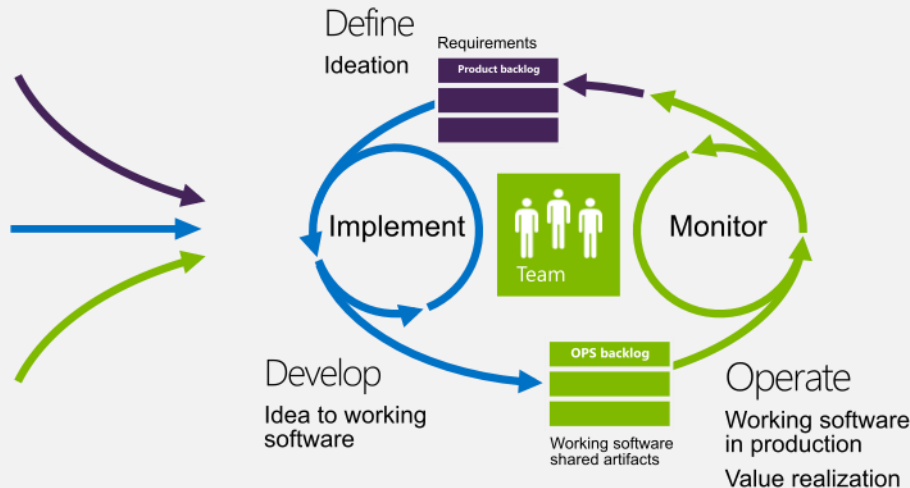 Define
Ideation
Requirements
Product backlog
Implement
Team
Monitor
Develop
Idea to working
software
OPS backlog
Working software
shared artifacts
Operate
Working software
in production
Value realization